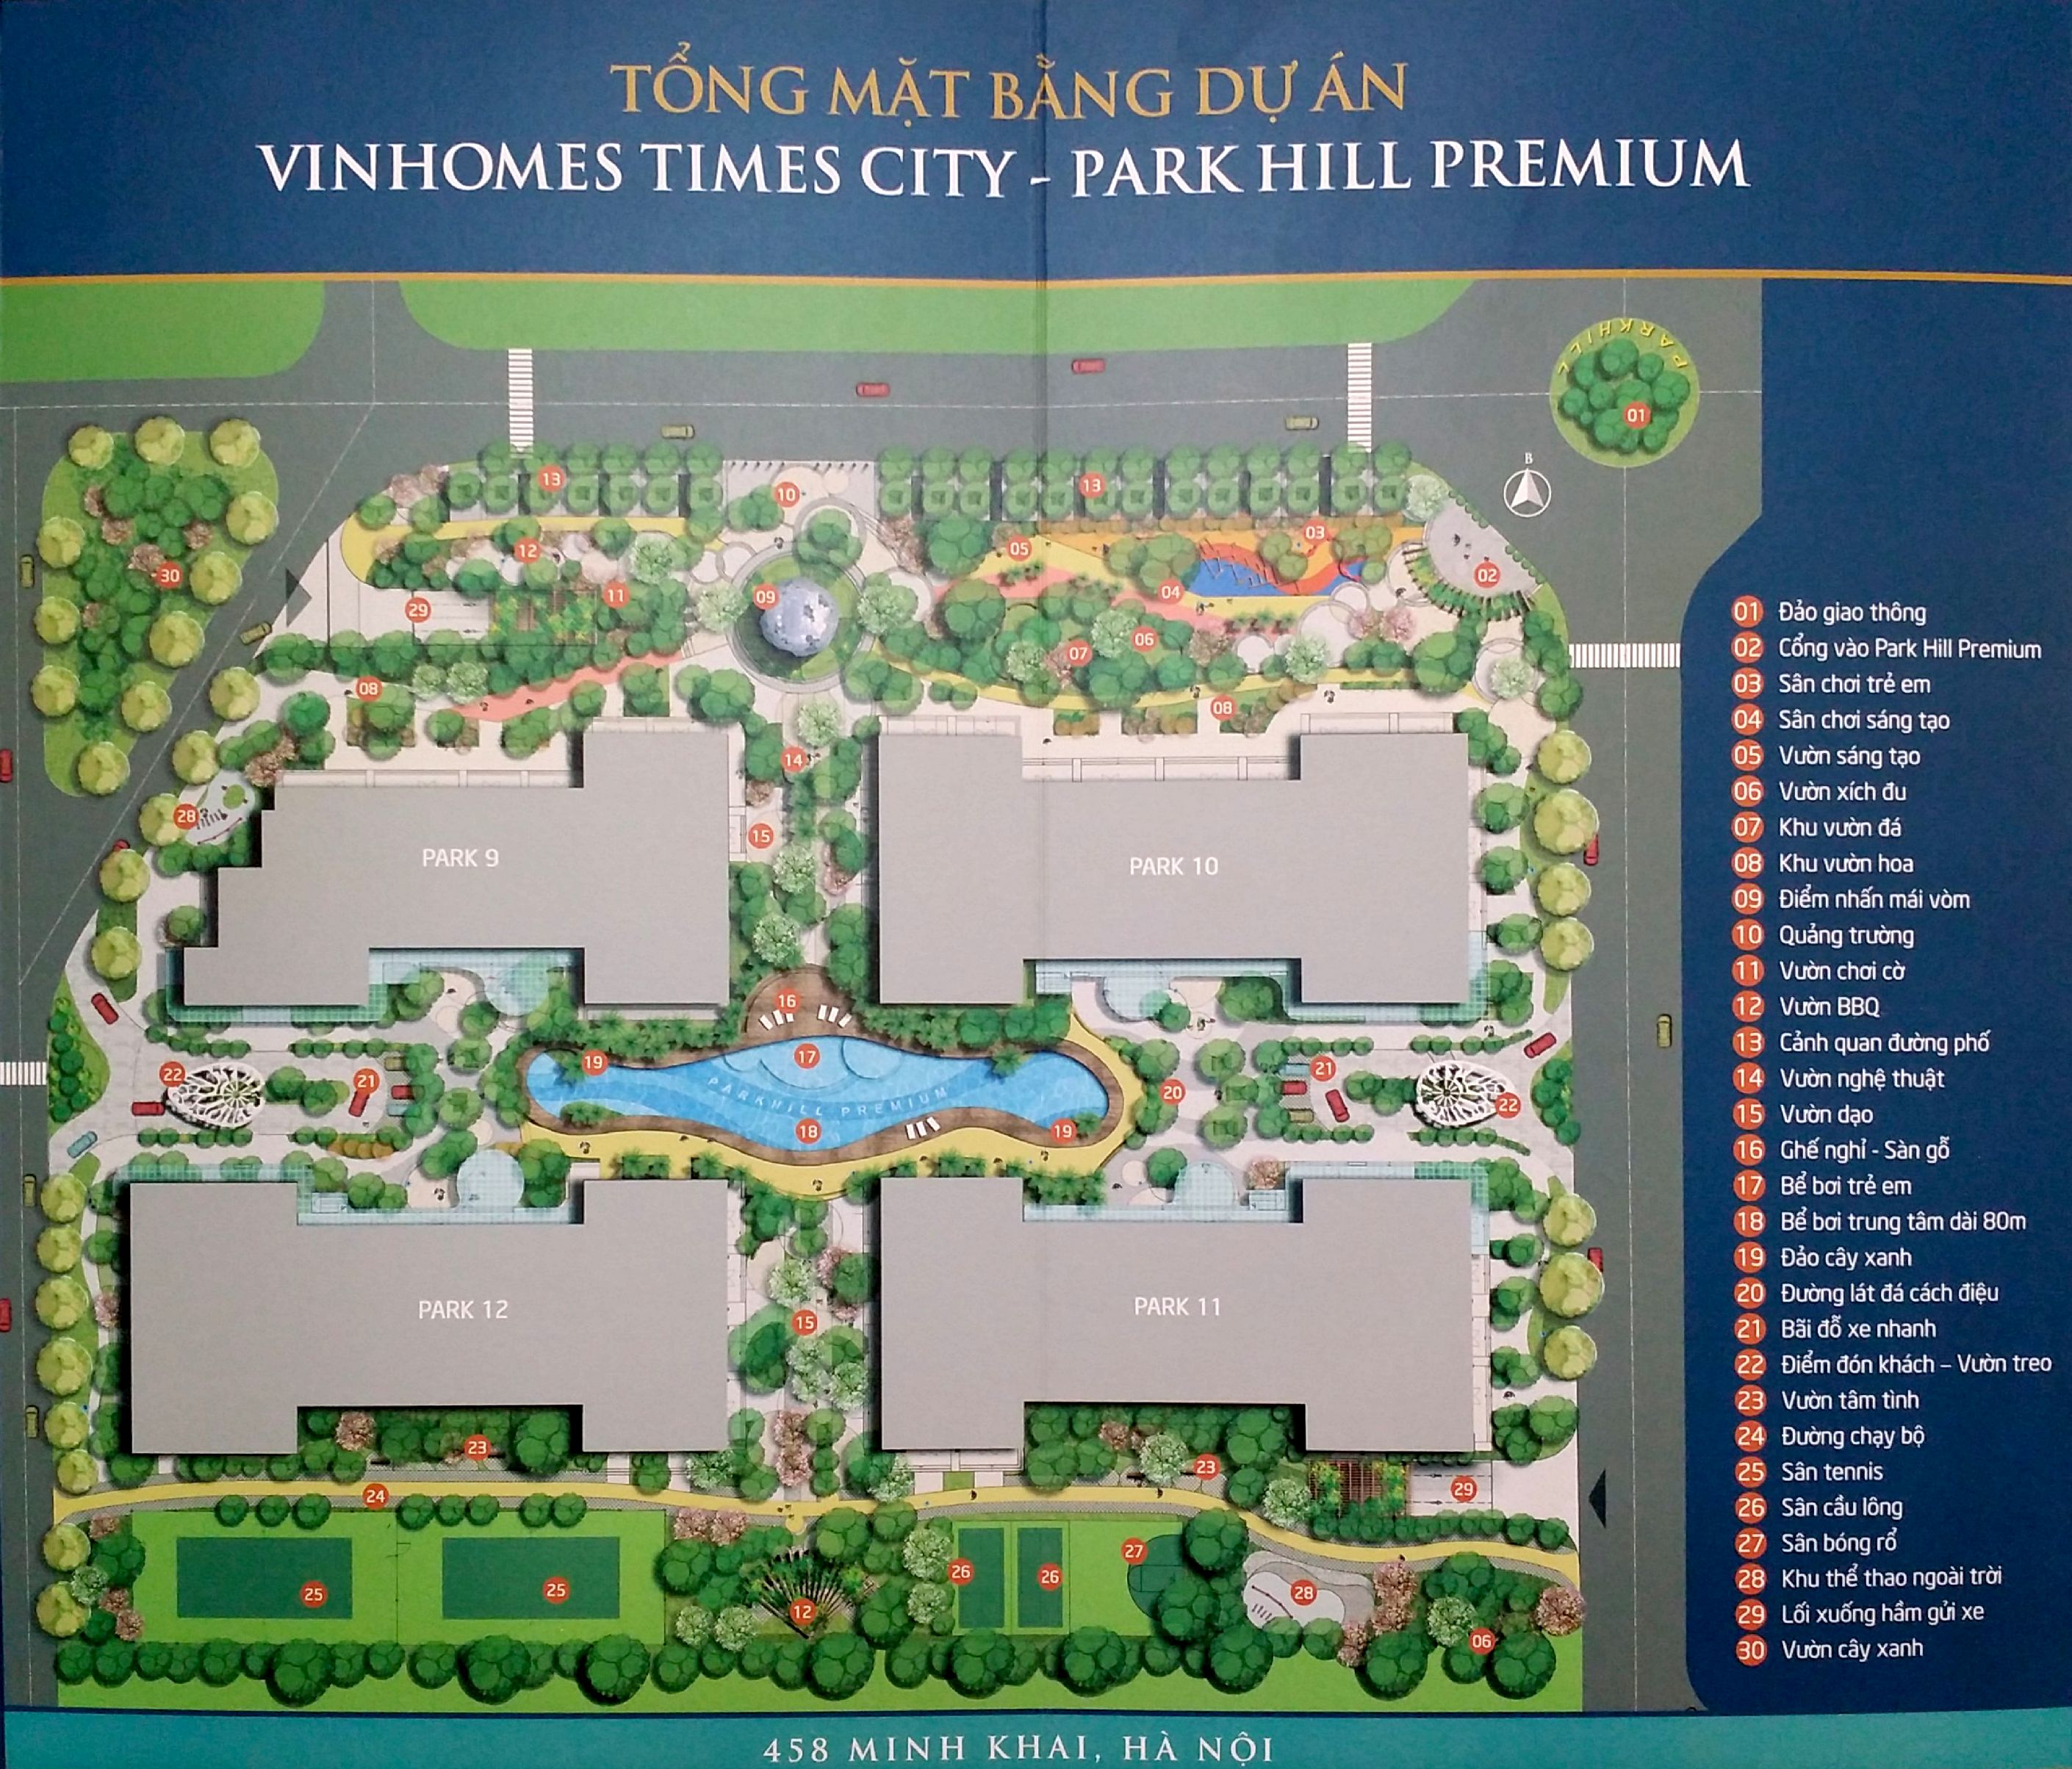 TỔNG MẶT BẰNG DỰ ÁN
VINHOMES TIMES CITY - PARK HILL PREMIUM
PARKHILL
01
B
13
10
13
03
12
05
02
30
11
09
04
29
06
07
08
08
14
28
15
PARK 9
PARK 10
16
19
17
22
21
21
20
22
PARKHILL PREMIUM
18
19
PARK 12
PARK 11
15
23
23
24
29
25
25
26
26
27
12
28
06
01 Đảo giao thông
02 Cổng vào Park Hill Premium
03 Sân chơi trẻ em
04 Sân chơi sáng tạo
05 Vườn sáng tạo
06 Vườn xích đu
07 Khu vườn đá
08 Khu vườn hoa
09 Điểm nhấn mái vòm
10 Quảng trường
11 Vườn chơi cờ
12 Vườn BBQ
13 Cảnh quan đường phố
14 Vườn nghệ thuật
15 Vườn dạo
16 Ghế nghỉ - Sàn gỗ
17 Bể bơi trẻ em
18 Bể bơi trung tâm dài 80m
19 Đảo cây xanh
20 Đường lát đá cách điệu
21 Bãi đỗ xe nhanh
22 Điểm đón khách – Vườn treo
23 Vườn tâm tình
24 Đường chạy bộ
25 Sân tennis
26 Sân cầu lông
27 Sân bóng rổ
28 Khu thể thao ngoài trời
29 Lối xuống hầm gửi xe
30 Vườn cây xanh
458 MINH KHAI, HÀ NỘI